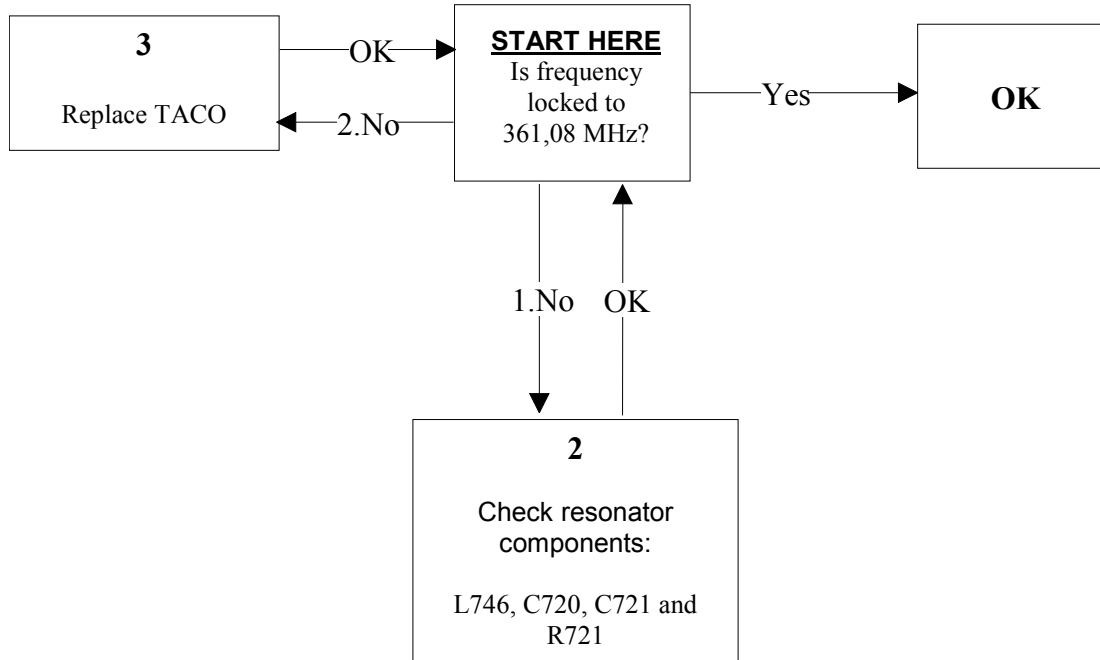 3
Replace TACO
OK
2.No
START HERE
Is frequency
locked to
361,08 MHz?
Yes
OK
1.No
OK
2
Check resonator
components:
L746, C720, C721 and
R721